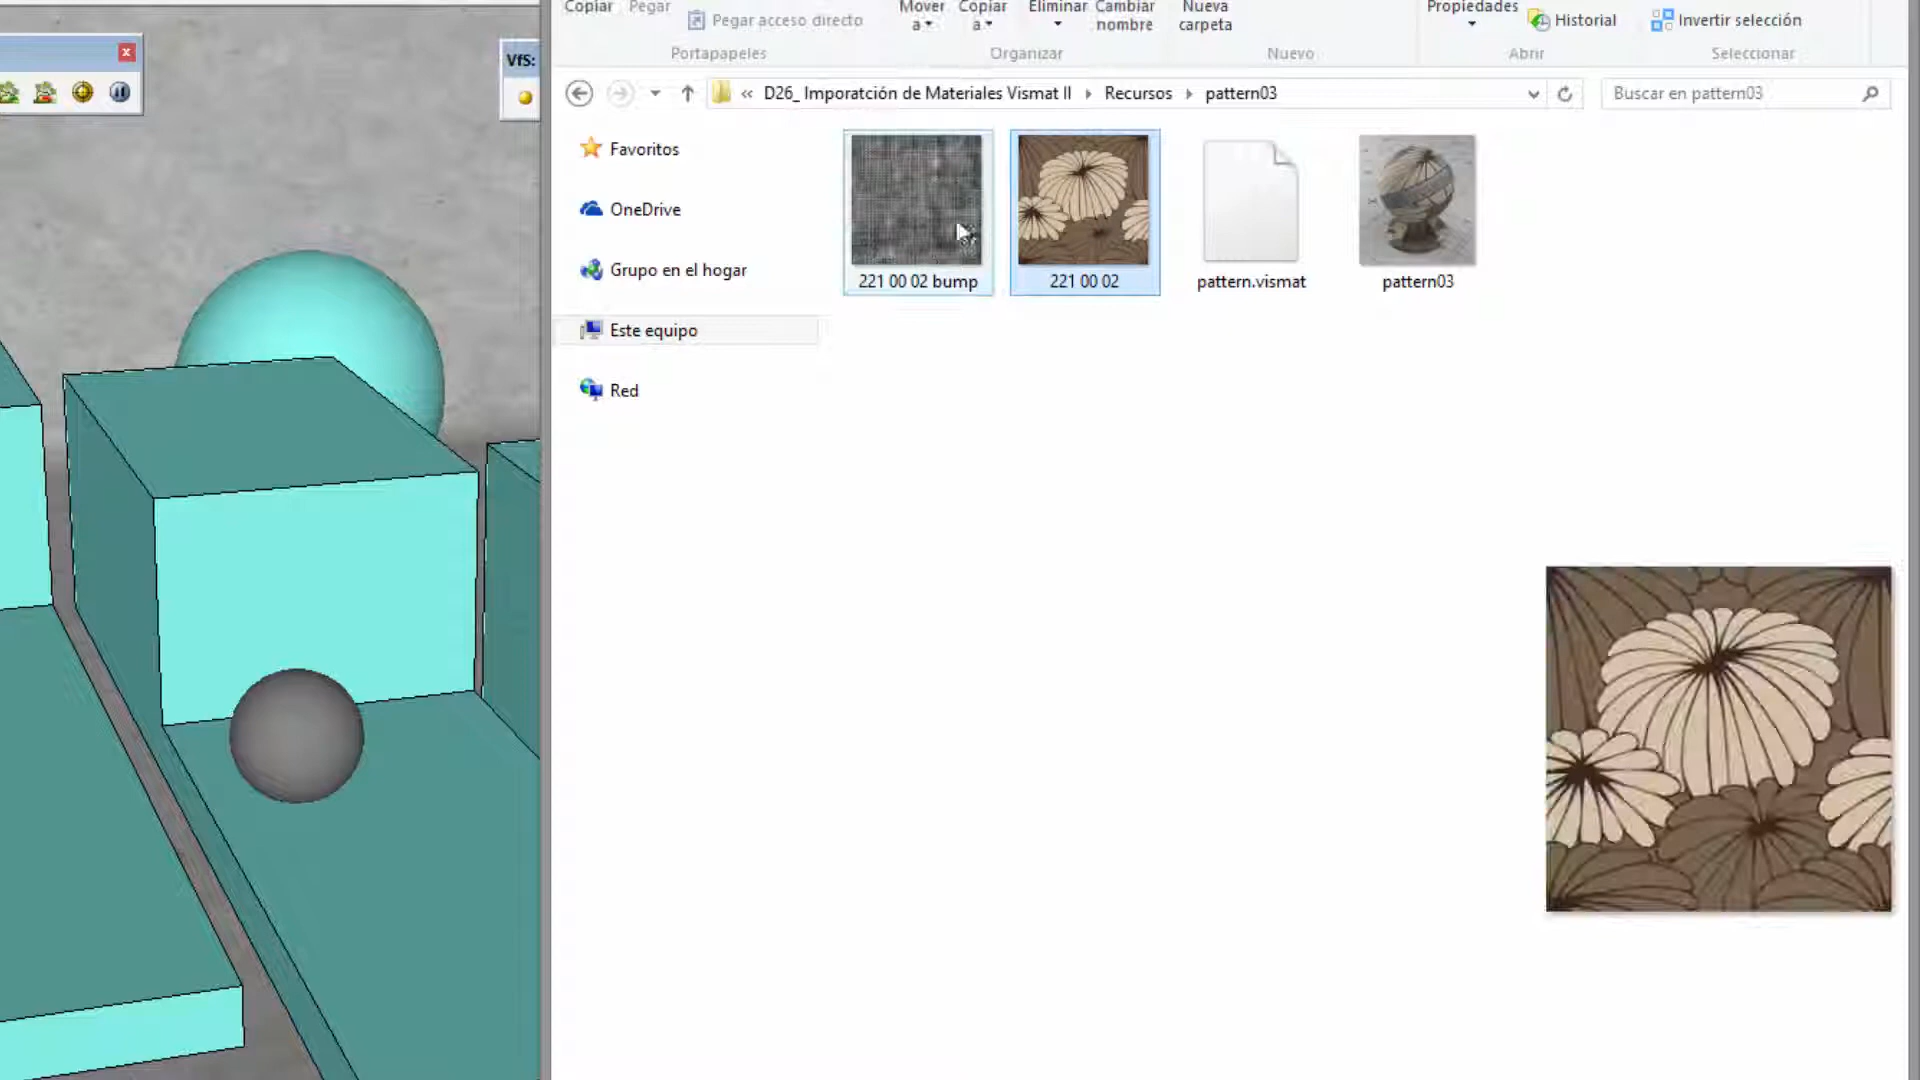 Copiar
Pegar
Pegar acceso directo
Mover a
Copiar a
Eliminar
Cambiar nombre
Nueva carpeta
Propiedades
Historial
Invertir selección
Portapapeles
Organizar
Nuevo
Abrir
Seleccionar
VfS:
« D26_ Imporatción de Materiales Vismat II
Recursos
pattern03
Buscar en pattern03
Favoritos
OneDrive
Grupo en el hogar
Este equipo
Red
221 00 02 bump
221 00 02
pattern.vismat
pattern03